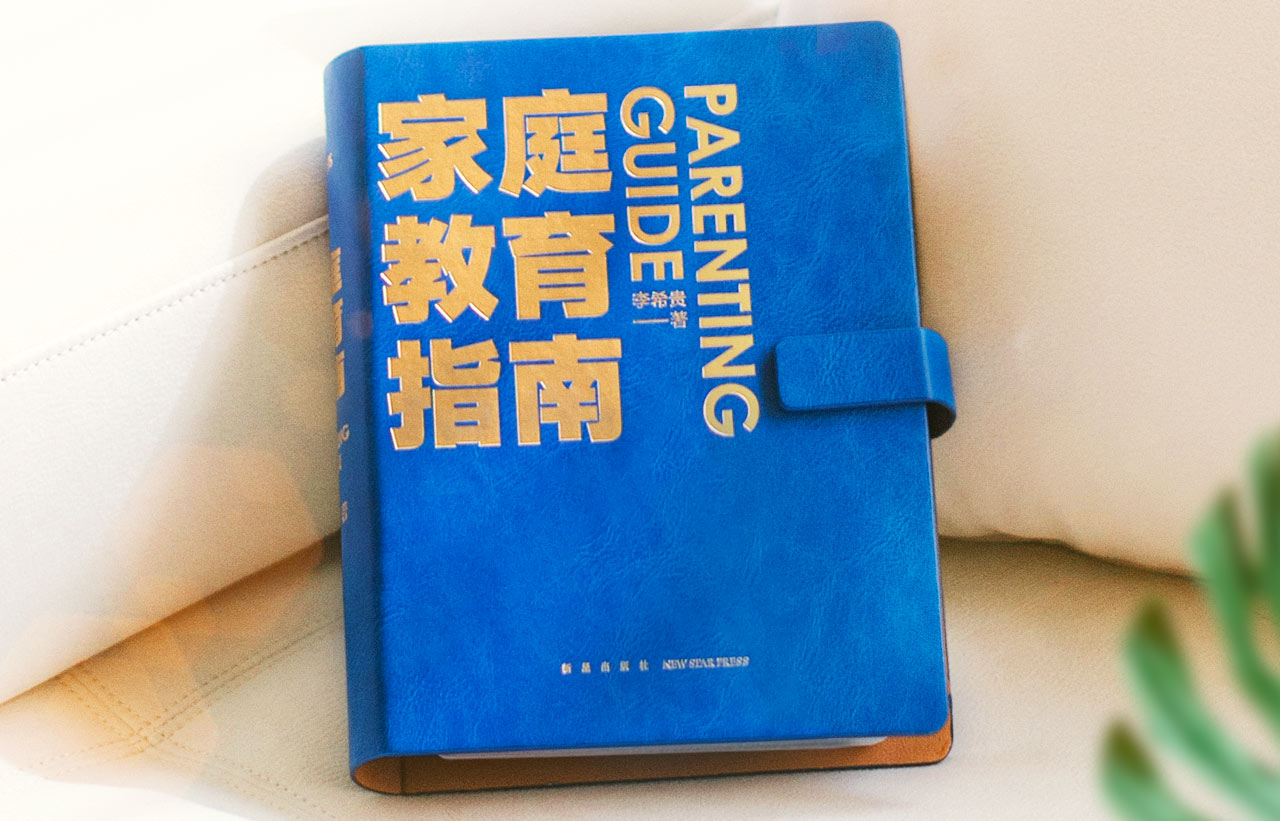 家庭
教育
指南
PARENTING
GUIDE
李希贵
著
新星出版社 NEW STAR PRESS